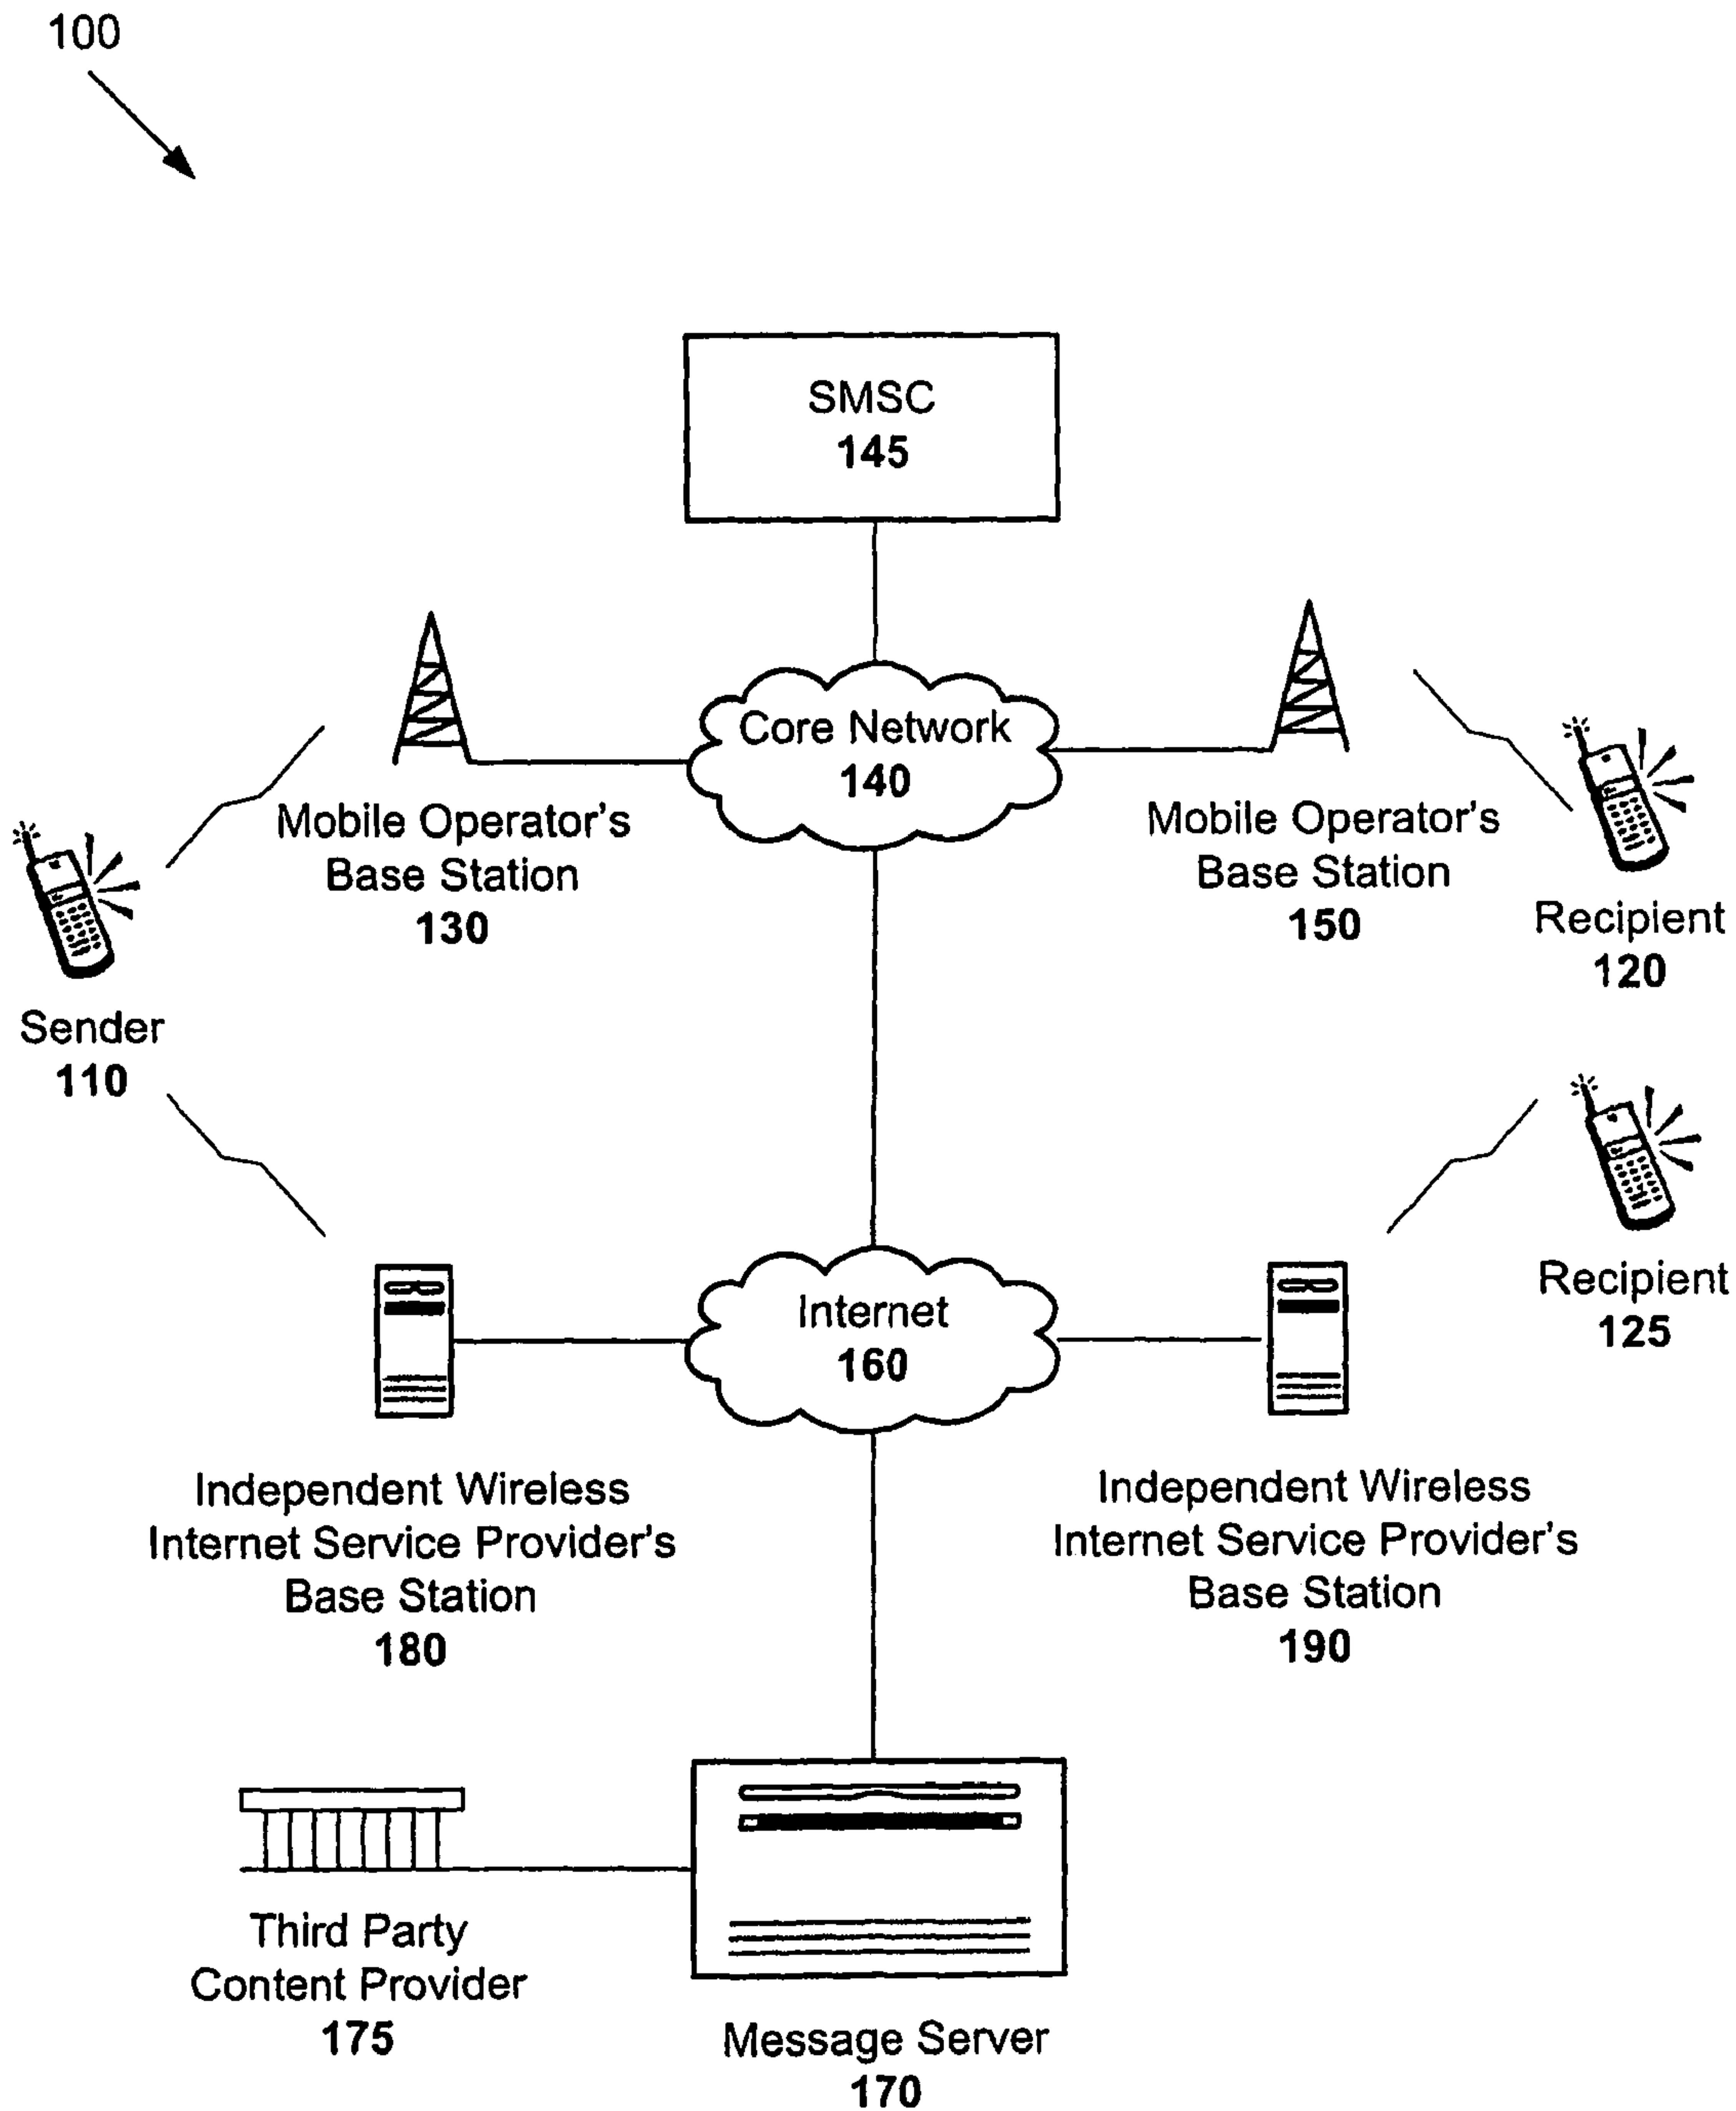 100
SMSC
145
Core Network
140
Mobile Operator's
Base Station
130
Mobile Operator's
Base Station
150
Recipient
120
Sender
110
Recipient
125
Internet
160
Independent Wireless
Internet Service Provider's
Base Station
180
Independent Wireless
Internet Service Provider's
Base Station
190
Third Party
Content Provider
175
Message Server
170